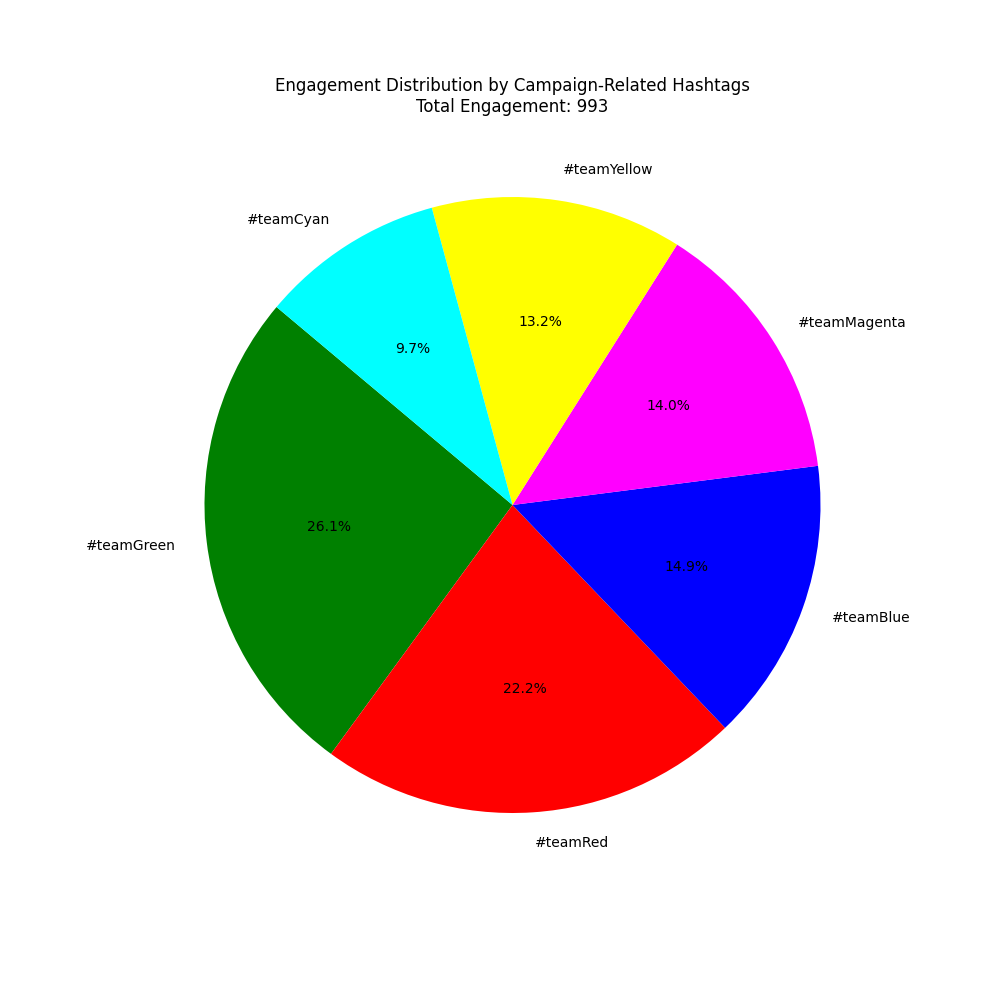 Engagement Distribution by Campaign-Related Hashtags
Total Engagement: 993
#teamYellow
#teamCyan
#teamMagenta
13.2%
9.7%
14.0%
26.1%
#teamGreen
14.9%
#teamBlue
22.2%
#teamRed